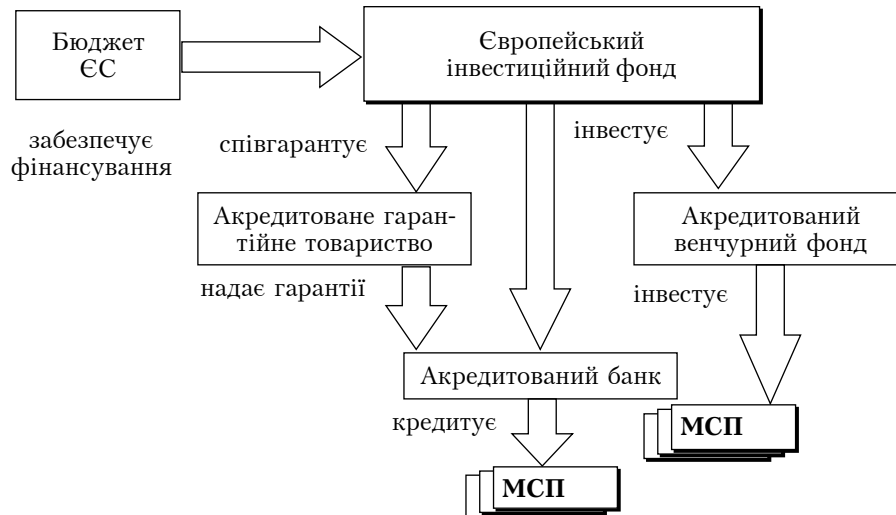 Бюджет
ЄС
Європейський
інвестиційний фонд
забезпечує
фінансування
співгарантує
інвестує
Акредитоване гаран-
тійне товариство
Акредитований
венчурний фонд
надає гарантії
інвестує
Акредитований банк
кредитує
МСП
МСП